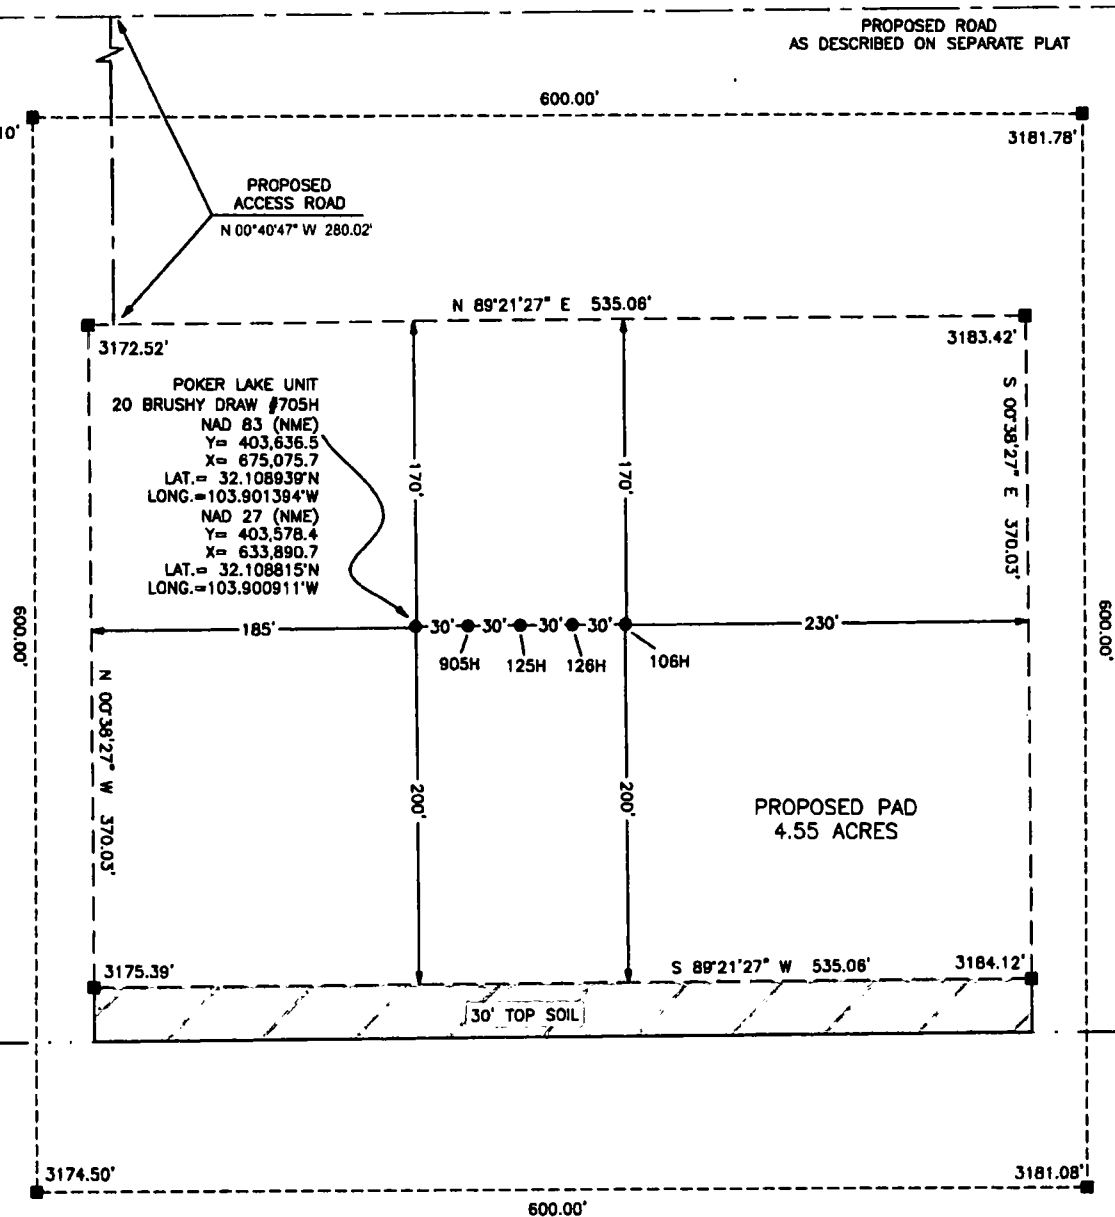 PROPOSED ROAD
AS DESCRIBED ON SEPARATE PLAT
600.00'
10'
3181.78'
PROPOSED
ACCESS ROAD
N 00°40'47" W 280.02'
N 89°21'27" E 535.06'
3172.52'
3183.42'
POKER LAKE UNIT
20 BRUSHY DRAW #705H
NAD 83 (NME)
Y= 403,636.5
X= 675,075.7
LAT.= 32.108939°N
LONG.=103.901394°W
NAD 27 (NME)
Y= 403,578.4
X= 633,890.7
LAT.= 32.108815°N
LONG.=103.900911°W
170'
170'
S 00°38'27" E 370.03'
600.00'
185'
30'
30'
30'
30'
230'
600.00'
905H
125H
126H
106H
N 00°38'27" W 370.03'
200'
200'
PROPOSED PAD
4.55 ACRES
3175.39'
S 89°21'27" W 535.06'
3184.12'
30' TOP SOIL
3174.50'
3181.08'
600.00'